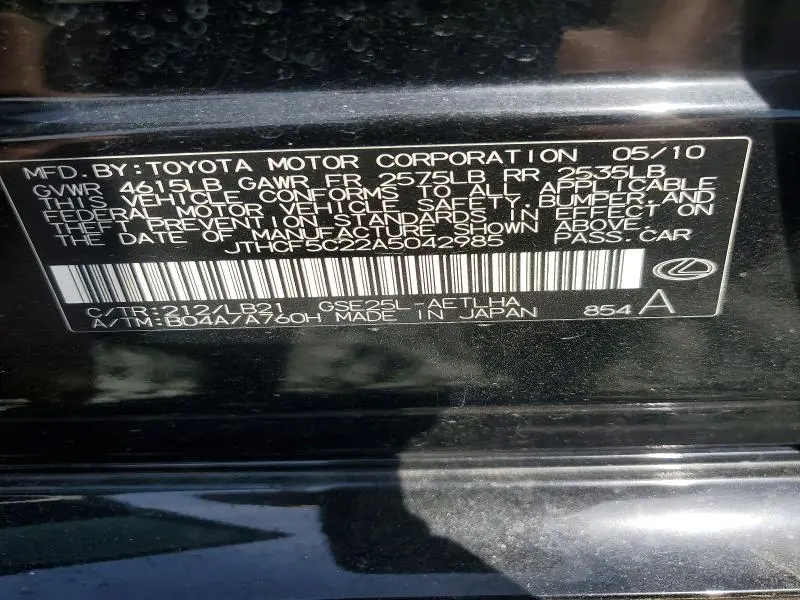 MFD. BY: TOYOTA MOTOR CORPORATION 05/10
GVWR 4615LB GAWR FR 2575LB RR 2535LB
THIS VEHICLE CONFORMS TO ALL APPLICABLE
FEDERAL MOTOR VEHICLE SAFETY, BUMPER, AND
THEFT PREVENTION STANDARDS IN EFFECT ON
THE DATE OF MANUFACTURE SHOWN ABOVE.
JTHCF5C22A5042985 PASS. CAR
C/TR: 212/LB21 GSE25L-AETLHA
A/TM: B04A/A760H MADE IN JAPAN 854 A